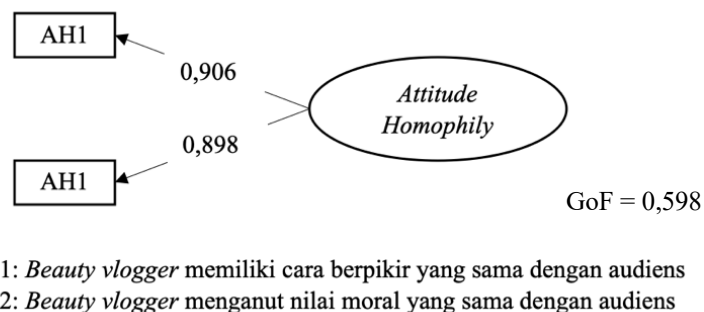 AH1
0,906
Attitude
Homophily
0,898
AH1
GoF = 0,598
1: Beauty vlogger memiliki cara berpikir yang sama dengan audiens
2: Beauty vlogger menganut nilai moral yang sama dengan audiens